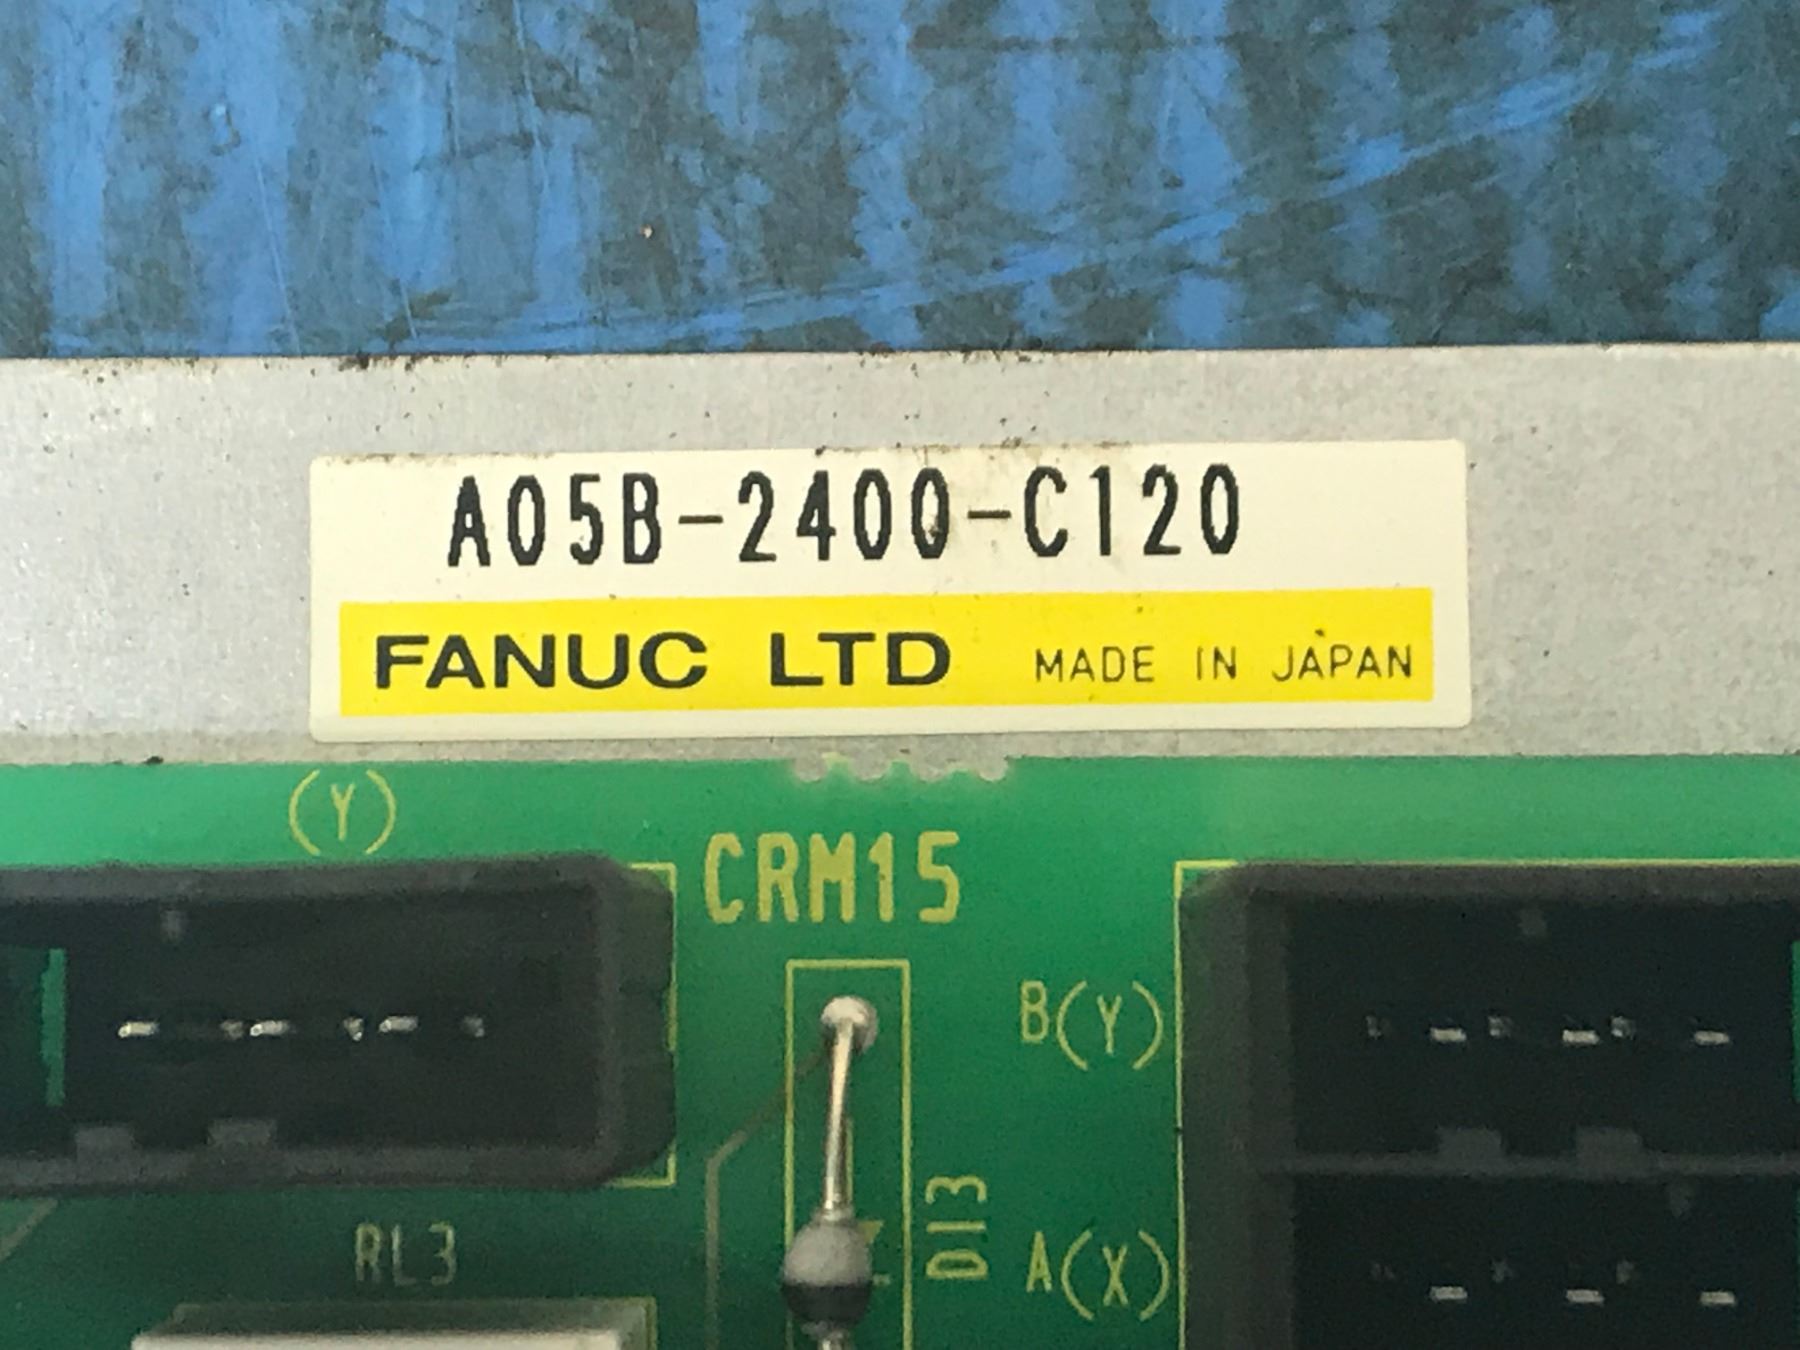 A05B-2400-C120
FANUC LTD MADE IN JAPAN
(Y)
CRM15
B(Y)
DI3
A(X)
RL3